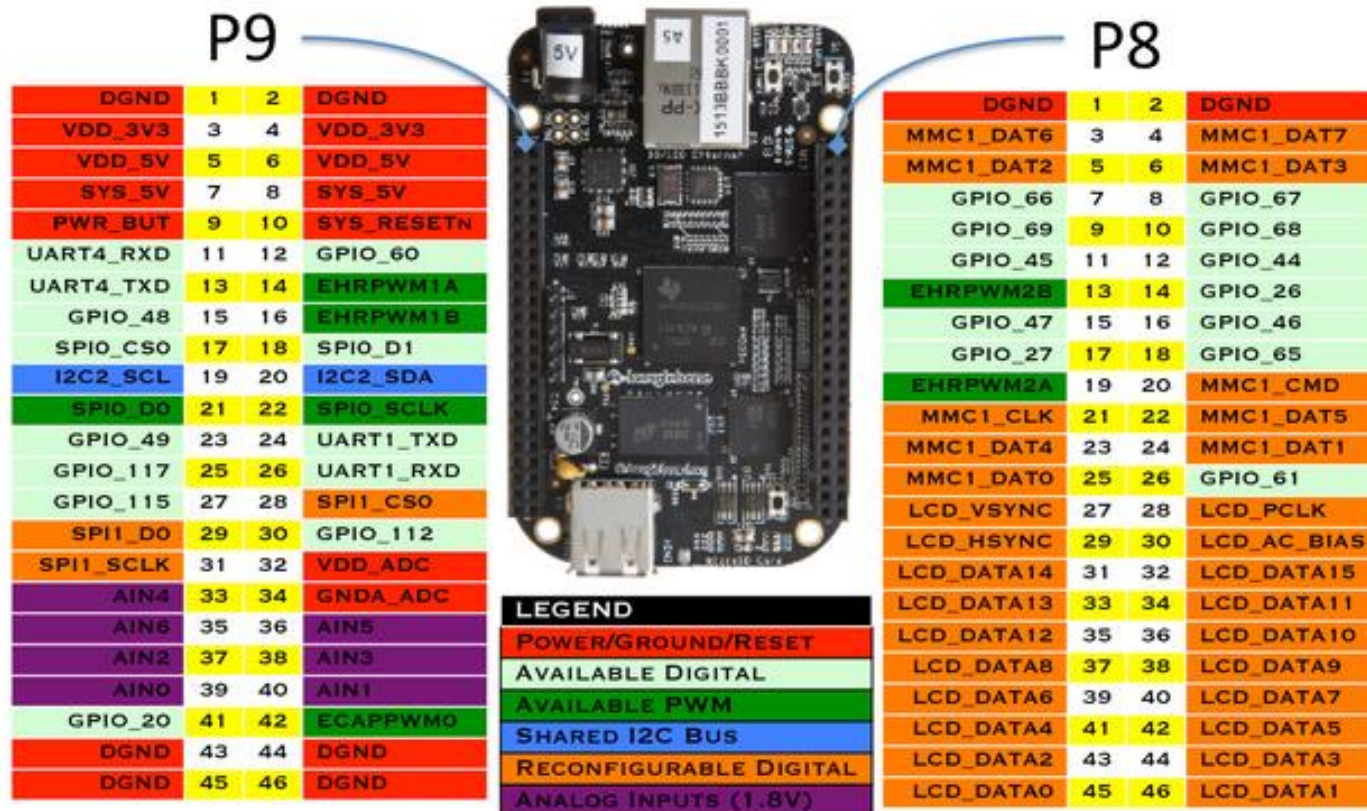 P9
P8
DGND 1 2 DGND
VDD_3V3 3 4 VDD_3V3
VDD_5V 5 6 VDD_5V
SYS_5V 7 8 SYS_5V
PWR_BUT 9 10 SYS_RESETN
UART4_RXD 11 12 GPIO_60
UART4_TXD 13 14 EHRPWM1A
GPIO_48 15 16 EHRPWM1B
SPI0_CS0 17 18 SPI0_D1
I2C2_SCL 19 20 I2C2_SDA
SPI0_D0 21 22 SPI0_SCLK
GPIO_49 23 24 UART1_TXD
GPIO_117 25 26 UART1_RXD
GPIO_115 27 28 SPI1_CS0
SPI1_D0 29 30 GPIO_112
SPI1_SCLK 31 32 VDD_ADC
AIN4 33 34 GNDA_ADC
AIN6 35 36 AIN5
AIN2 37 38 AIN3
AIN0 39 40 AIN1
GPIO_20 41 42 ECAPPWM0
DGND 43 44 DGND
DGND 45 46 DGND
5V
A5
1513BBBK0001
10/100 Ethernet
beaglebone
LEGEND
POWER/GROUND/RESET
AVAILABLE DIGITAL
AVAILABLE PWM
SHARED I2C BUS
RECONFIGURABLE DIGITAL
ANALOG INPUTS (1.8V)
DGND 1 2 DGND
MMC1_DAT6 3 4 MMC1_DAT7
MMC1_DAT2 5 6 MMC1_DAT3
GPIO_66 7 8 GPIO_67
GPIO_69 9 10 GPIO_68
GPIO_45 11 12 GPIO_44
EHRPWM2B 13 14 GPIO_26
GPIO_47 15 16 GPIO_46
GPIO_27 17 18 GPIO_65
EHRPWM2A 19 20 MMC1_CMD
MMC1_CLK 21 22 MMC1_DAT5
MMC1_DAT4 23 24 MMC1_DAT1
MMC1_DAT0 25 26 GPIO_61
LCD_VSYNC 27 28 LCD_PCLK
LCD_HSYNC 29 30 LCD_AC_BIAS
LCD_DATA14 31 32 LCD_DATA15
LCD_DATA13 33 34 LCD_DATA11
LCD_DATA12 35 36 LCD_DATA10
LCD_DATA8 37 38 LCD_DATA9
LCD_DATA6 39 40 LCD_DATA7
LCD_DATA4 41 42 LCD_DATA5
LCD_DATA2 43 44 LCD_DATA3
LCD_DATA0 45 46 LCD_DATA1